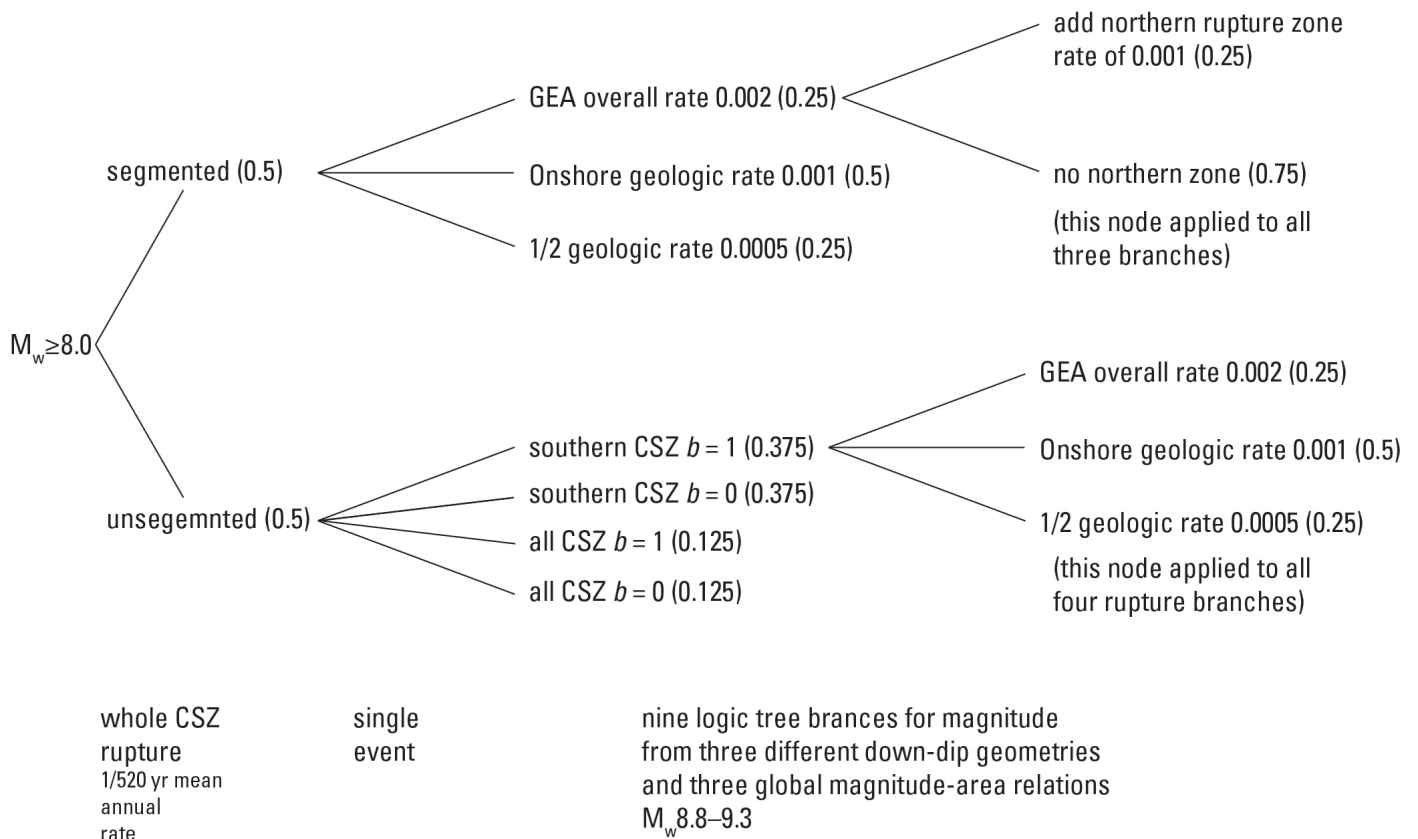 add northern rupture zone
rate of 0.001 (0.25)
GEA overall rate 0.002 (0.25)
segmented (0.5)
Onshore geologic rate 0.001 (0.5)
no northern zone (0.75)
(this node applied to all
three branches)
1/2 geologic rate 0.0005 (0.25)
Mw≥8.0
GEA overall rate 0.002 (0.25)
southern CSZ b = 1 (0.375)
Onshore geologic rate 0.001 (0.5)
southern CSZ b = 0 (0.375)
unsegemnted (0.5)
1/2 geologic rate 0.0005 (0.25)
all CSZ b = 1 (0.125)
(this node applied to all
four rupture branches)
all CSZ b = 0 (0.125)
whole CSZ
rupture
1/520 yr mean
annual
rate
single
event
nine logic tree brances for magnitude
from three different down-dip geometries
and three global magnitude-area relations
Mw8.8–9.3